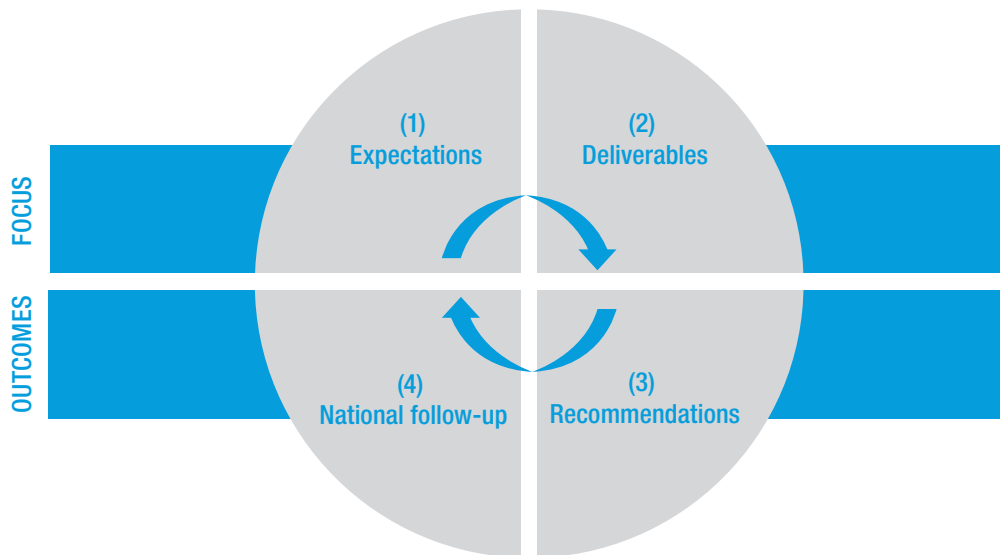 FOCUS
(1)
Expectations
(2)
Deliverables
OUTCOMES
(4)
National follow-up
(3)
Recommendations